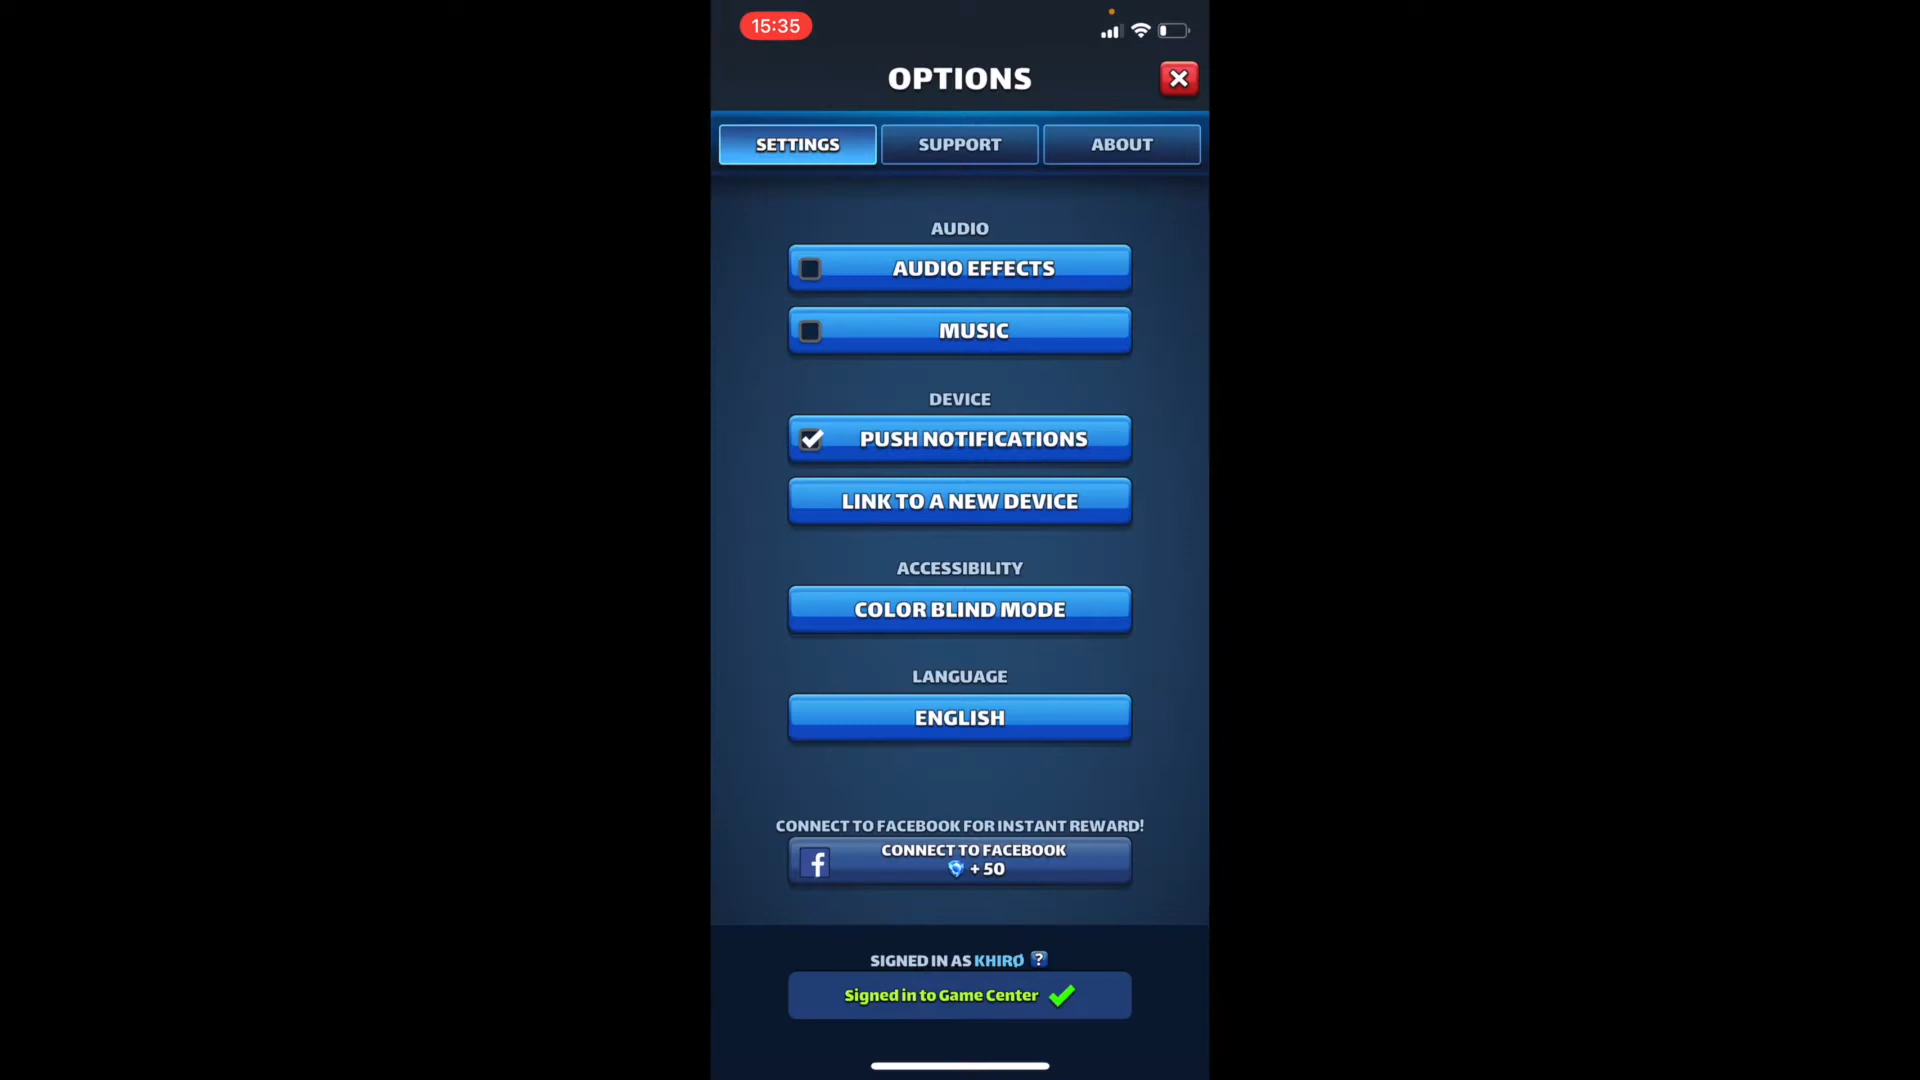 15:35
OPTIONS
SETTINGS
SUPPORT
ABOUT
AUDIO
AUDIO EFFECTS
MUSIC
DEVICE
PUSH NOTIFICATIONS
LINK TO A NEW DEVICE
ACCESSIBILITY
COLOR BLIND MODE
LANGUAGE
ENGLISH
CONNECT TO FACEBOOK FOR INSTANT REWARD!
CONNECT TO FACEBOOK
+ 50
SIGNED IN AS KHIRØ ?
Signed in to Game Center